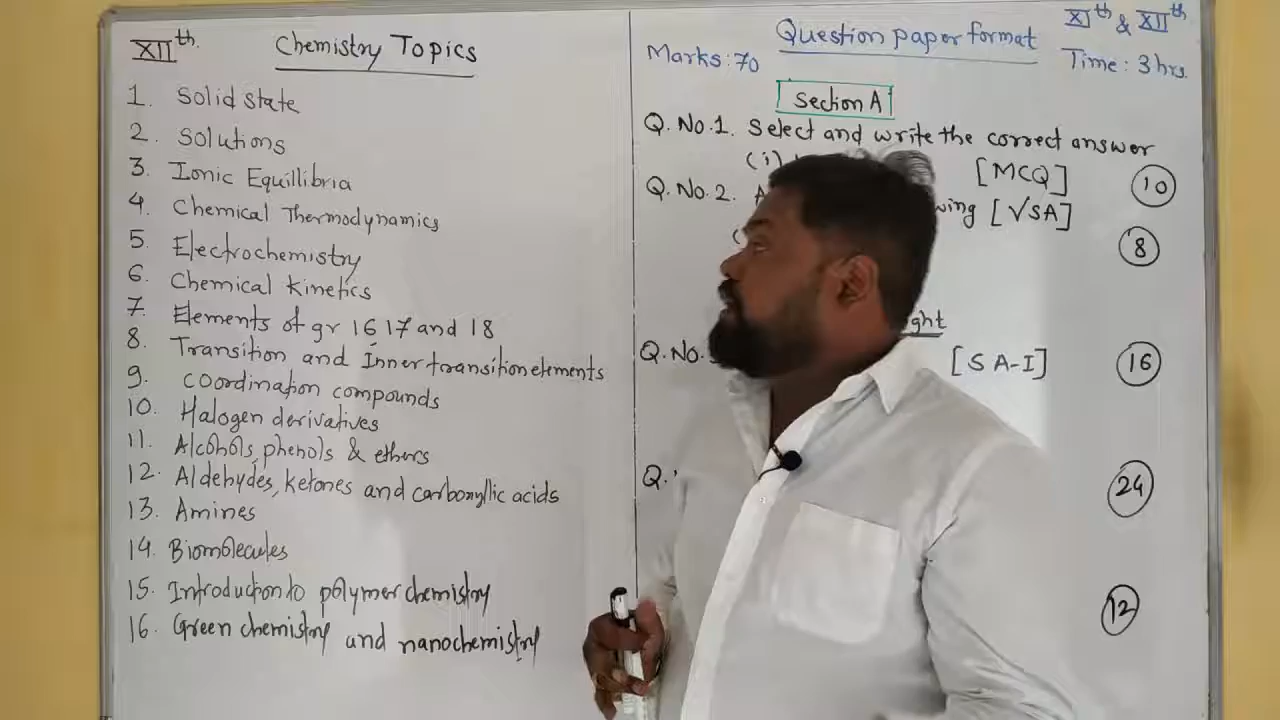 XIIth. Chemistry Topics
1. Solid state
2. Solutions
3. Ionic Equillibria
4. Chemical Thermodynamics
5. Electrochemistry
6. Chemical kinetics
7. Elements of gr 16 17 and 18
8. Transition and Inner transition elements
9. Coordination compounds
10. Halogen derivatives
11. Alcohols, phenols & ethers
12. Aldehydes, ketones and carboxyllic acids
13. Amines
14. Biomolecules
15. Introduction to polymer chemistry
16. Green chemistry and nanochemistry
Question paper format XIth & XIIth
Marks: 70 Time: 3 hrs.
Section A
Q. No. 1. Select and write the correct answer
(i) [MCQ] 10
Q. No. 2. [VSA]
8
Q. No. [SA-I] 16
Q. 24
12